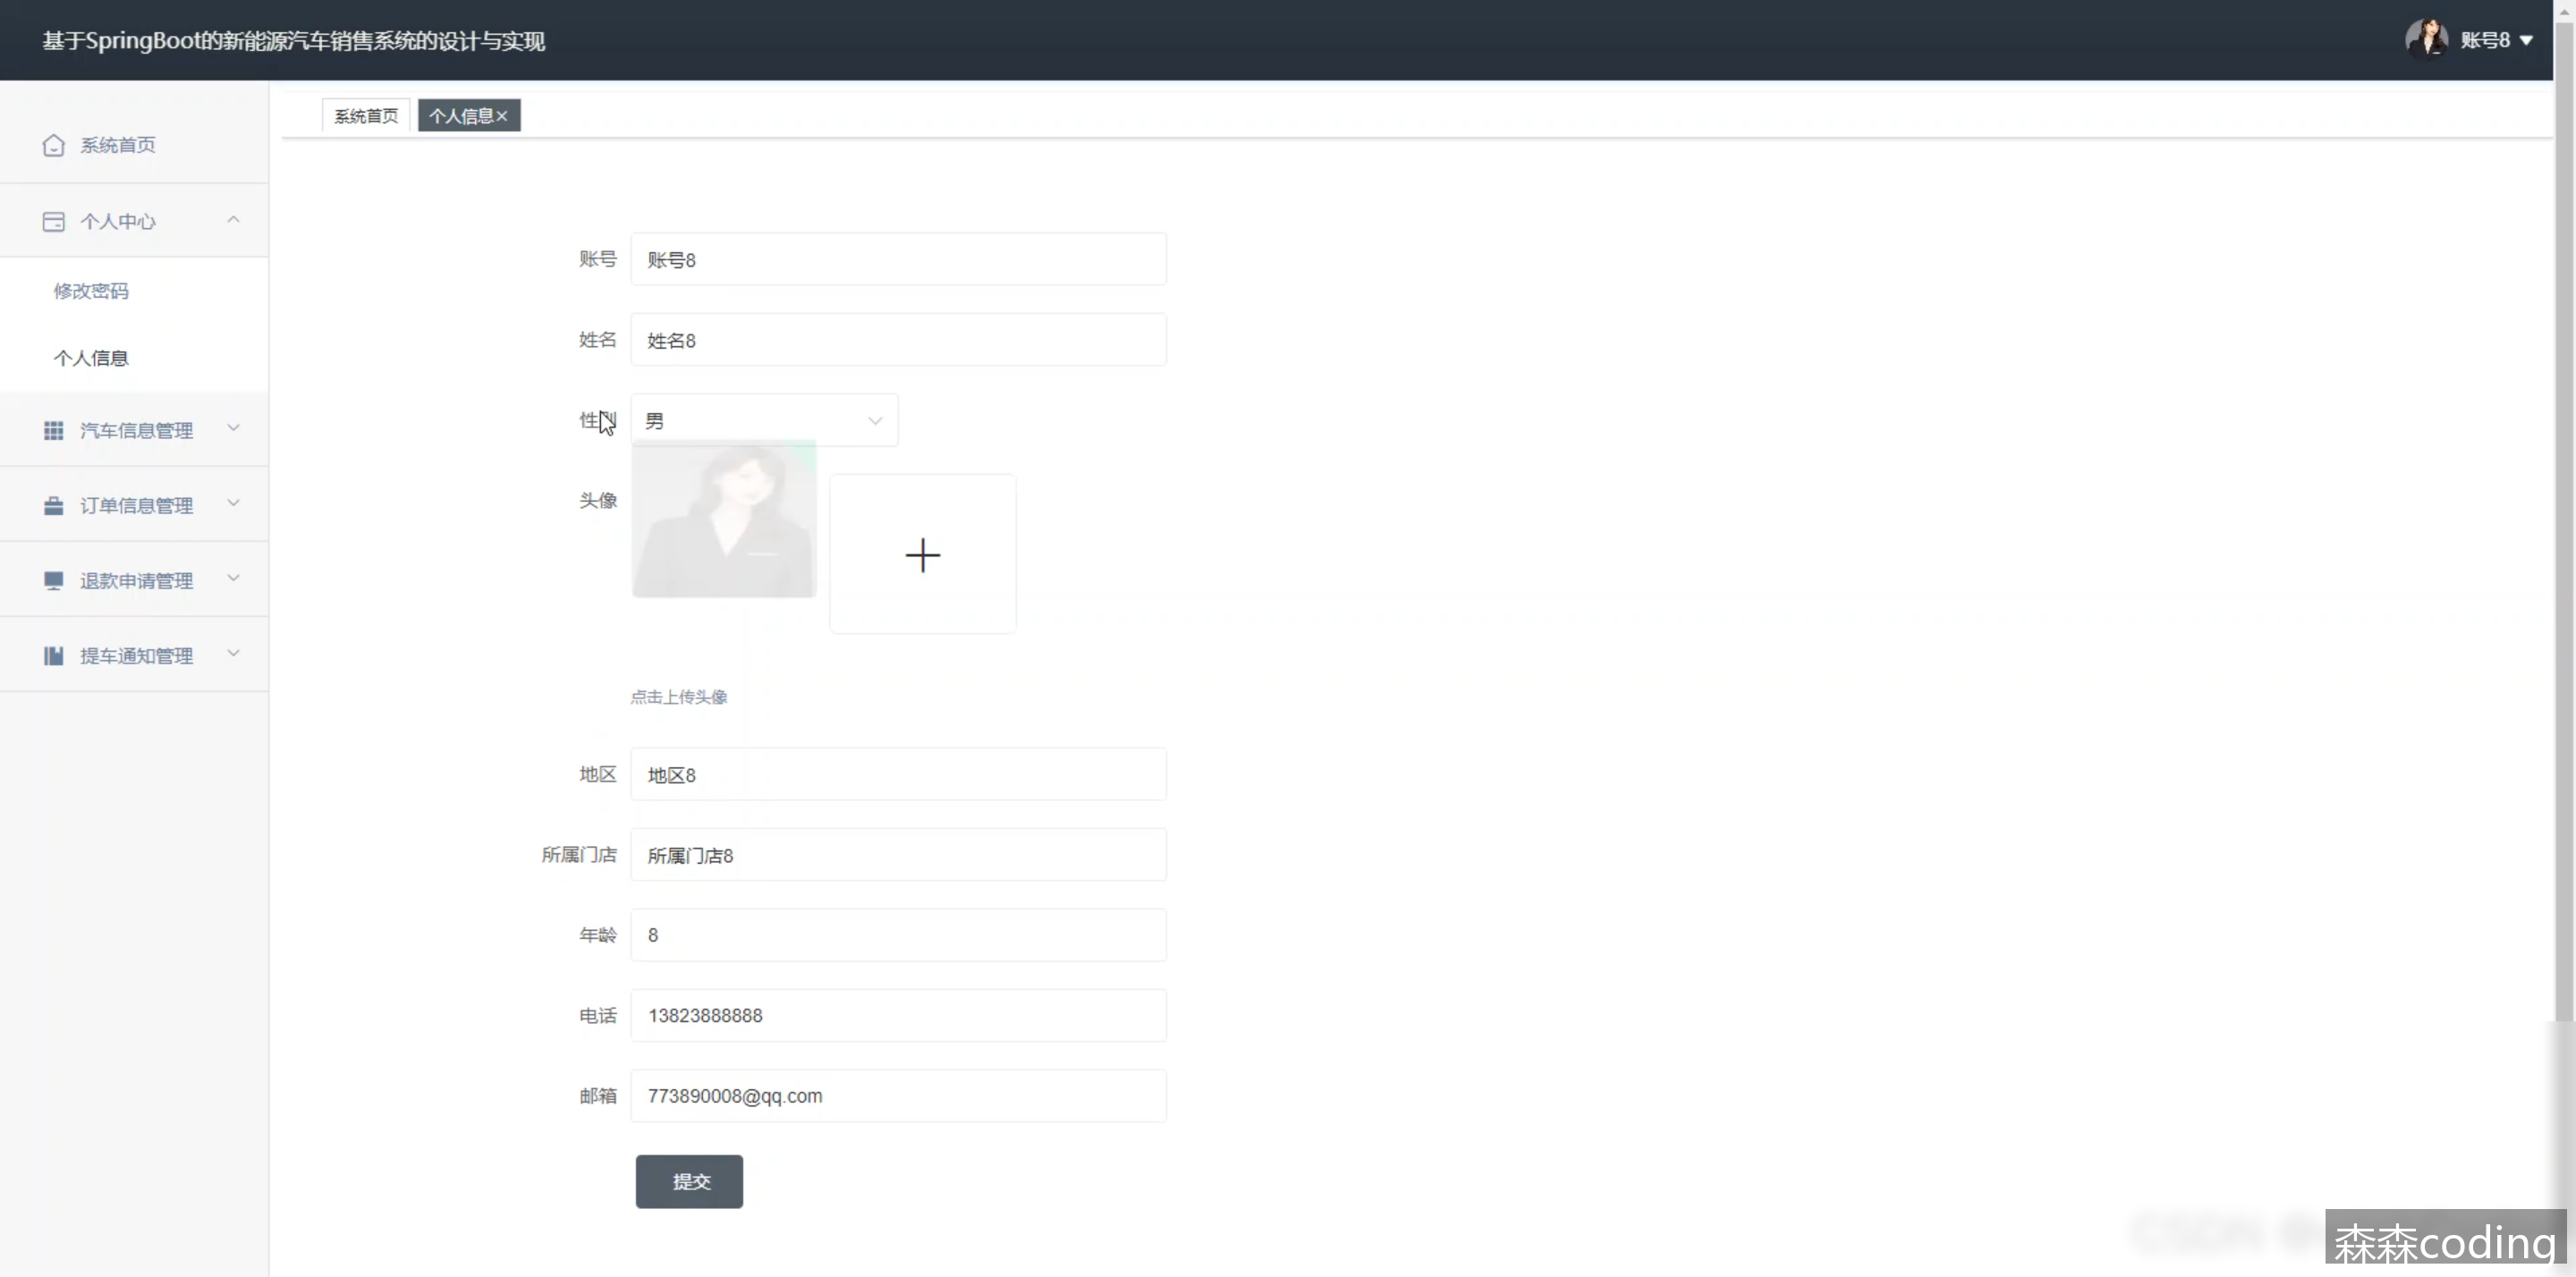 基于SpringBoot的新能源汽车销售系统的设计与实现
账号8
系统首页
个人信息
系统首页
个人中心
修改密码
个人信息
汽车信息管理
订单信息管理
退款申请管理
提车通知管理
账号 账号8
姓名 姓名8
性别 男
头像
点击上传头像
地区 地区8
所属门店 所属门店8
年龄 8
电话 13823888888
邮箱 773890008@qq.com
提交
CSDN
森森coding